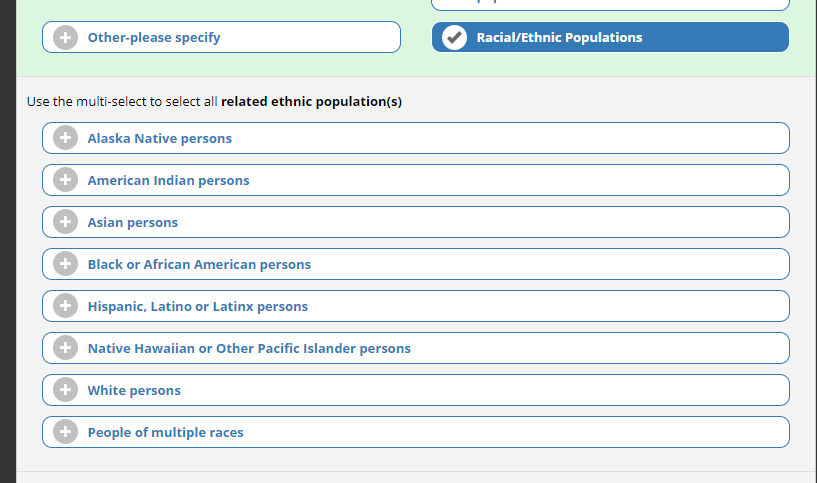 Other-please specify
Racial/Ethnic Populations
Use the multi-select to select all related ethnic population(s)
Alaska Native persons
American Indian persons
Asian persons
Black or African American persons
Hispanic, Latino or Latinx persons
Native Hawaiian or Other Pacific Islander persons
White persons
People of multiple races